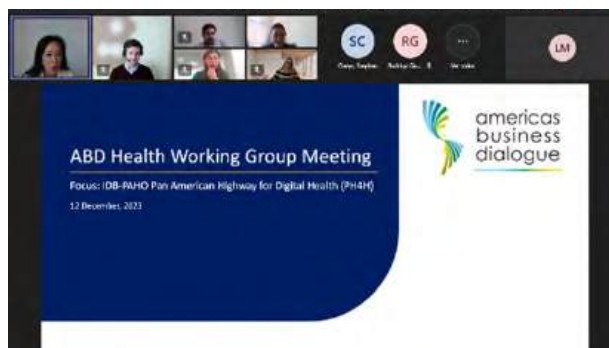 SC
RG
...
LM
ABD Health Working Group Meeting
Focus: IDB-PAHO Pan American Highway for Digital Health (PH4H)
12 December, 2023
americas
business
dialogue